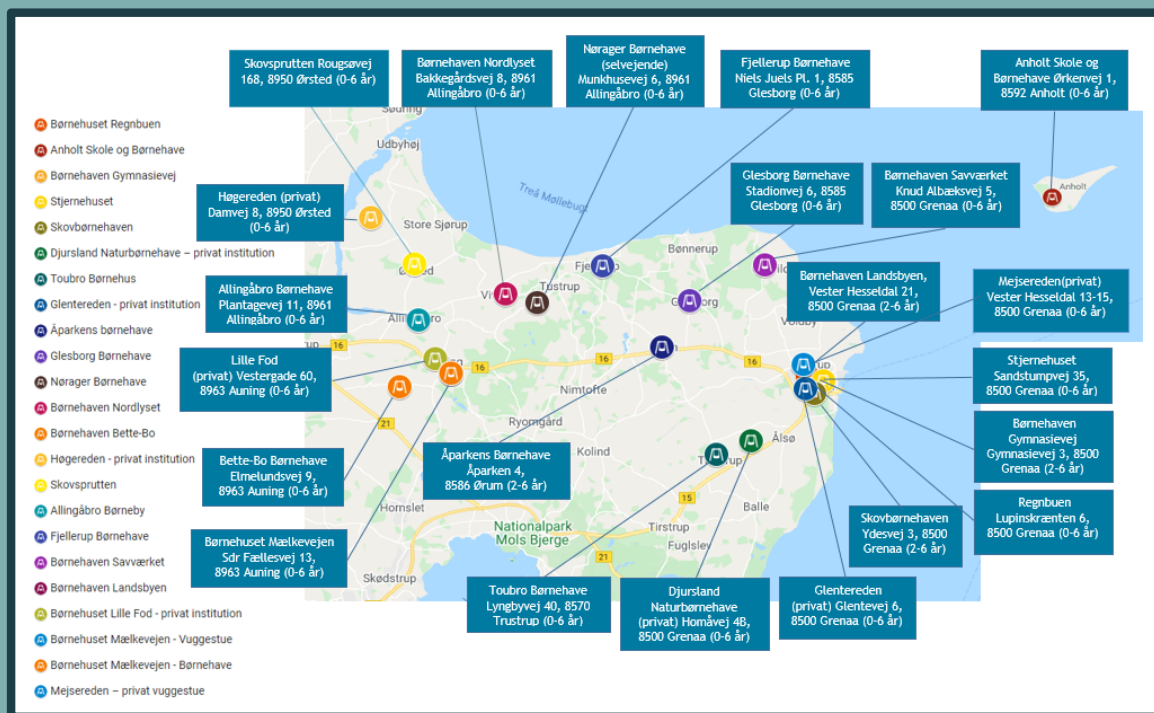 Skovsprutten Rougsøvej
168, 8950 Ørsted (0-6 år)
Børnehaven Nordlyset
Bakkegårdsvej 8, 8961
Allingåbro (0-6 år)
Nørager Børnehave
(selvejende)
Munkhusevej 6, 8961
Allingåbro (0-6 år)
Fjellerup Børnehave
Niels Juels Pl. 1, 8585
Glesborg (0-6 år)
Anholt Skole og
Børnehave Ørkenvej 1,
8592 Anholt (0-6 år)
Børnehuset Regnbuen
Anholt Skole og Børnehave
Børnehaven Gymnasievej
Stjernehuset
Skovbørnehaven
Djursland Naturbørnehave – privat institution
Toubro Børnehus
Glentereden - privat institution
Åparkens børnehave
Glesborg Børnehave
Nørager Børnehave
Børnehaven Nordlyset
Børnehaven Bette-Bo
Høgereden - privat institution
Skovsprutten
Allingåbro Børneby
Fjellerup Børnehave
Børnehaven Savværket
Børnehaven Landsbyen
Børnehuset Lille Fod - privat institution
Børnehuset Mælkevejen - Vuggestue
Børnehuset Mælkevejen - Børnehave
Mejsereden – privat vuggestue
Udbyhøj
Treå Møllebugt
Store Sjørup
Bønnerup
Anholt
Tustrup
Voldby
16
16
16
Nimtofte
Ryomgård
Kolind
Ålsø
15
Balle
Tirstrup
Fuglslev
Hornslet
Nationalpark
Mols Bjerge
21
21
Skødstrup
Høgereden (privat)
Damvej 8, 8950 Ørsted
(0-6 år)
Glesborg Børnehave
Stadionvej 6, 8585
Glesborg (0-6 år)
Børnehaven Savværket
Knud Albæksvej 5,
8500 Grenaa (0-6 år)
Allingåbro Børnehave
Plantagevej 11, 8961
Allingåbro (0-6 år)
Børnehaven Landsbyen,
Vester Hesseldal 21,
8500 Grenaa (2-6 år)
Mejsereden(privat)
Vester Hesseldal 13-15,
8500 Grenaa (0-6 år)
Lille Fod
(privat) Vestergade 60,
8963 Auning (0-6 år)
Stjernehuset
Sandstumpvej 35,
8500 Grenaa (0-6 år)
Børnehaven
Gymnasievej
Gymnasievej 3, 8500
Grenaa (2-6 år)
Bette-Bo Børnehave
Elmelundsvej 9,
8963 Auning (0-6 år)
Åparkens Børnehave
Åparken 4,
8586 Ørum (2-6 år)
Regnbuen
Lupinskrænten 6,
8500 Grenaa (0-6 år)
Skovbørnehaven
Ydesvej 3, 8500
Grenaa (2-6 år)
Børnehuset Mælkevejen
Sdr Fællesvej 13,
8963 Auning (0-6 år)
Toubro Børnehave
Lyngbyvej 40, 8570
Trustrup (0-6 år)
Djursland
Naturbørnehave
(privat) Homåvej 4B,
8500 Grenaa (0-6 år)
Glentereden
(privat) Glentevej 6,
8500 Grenaa (0-6 år)